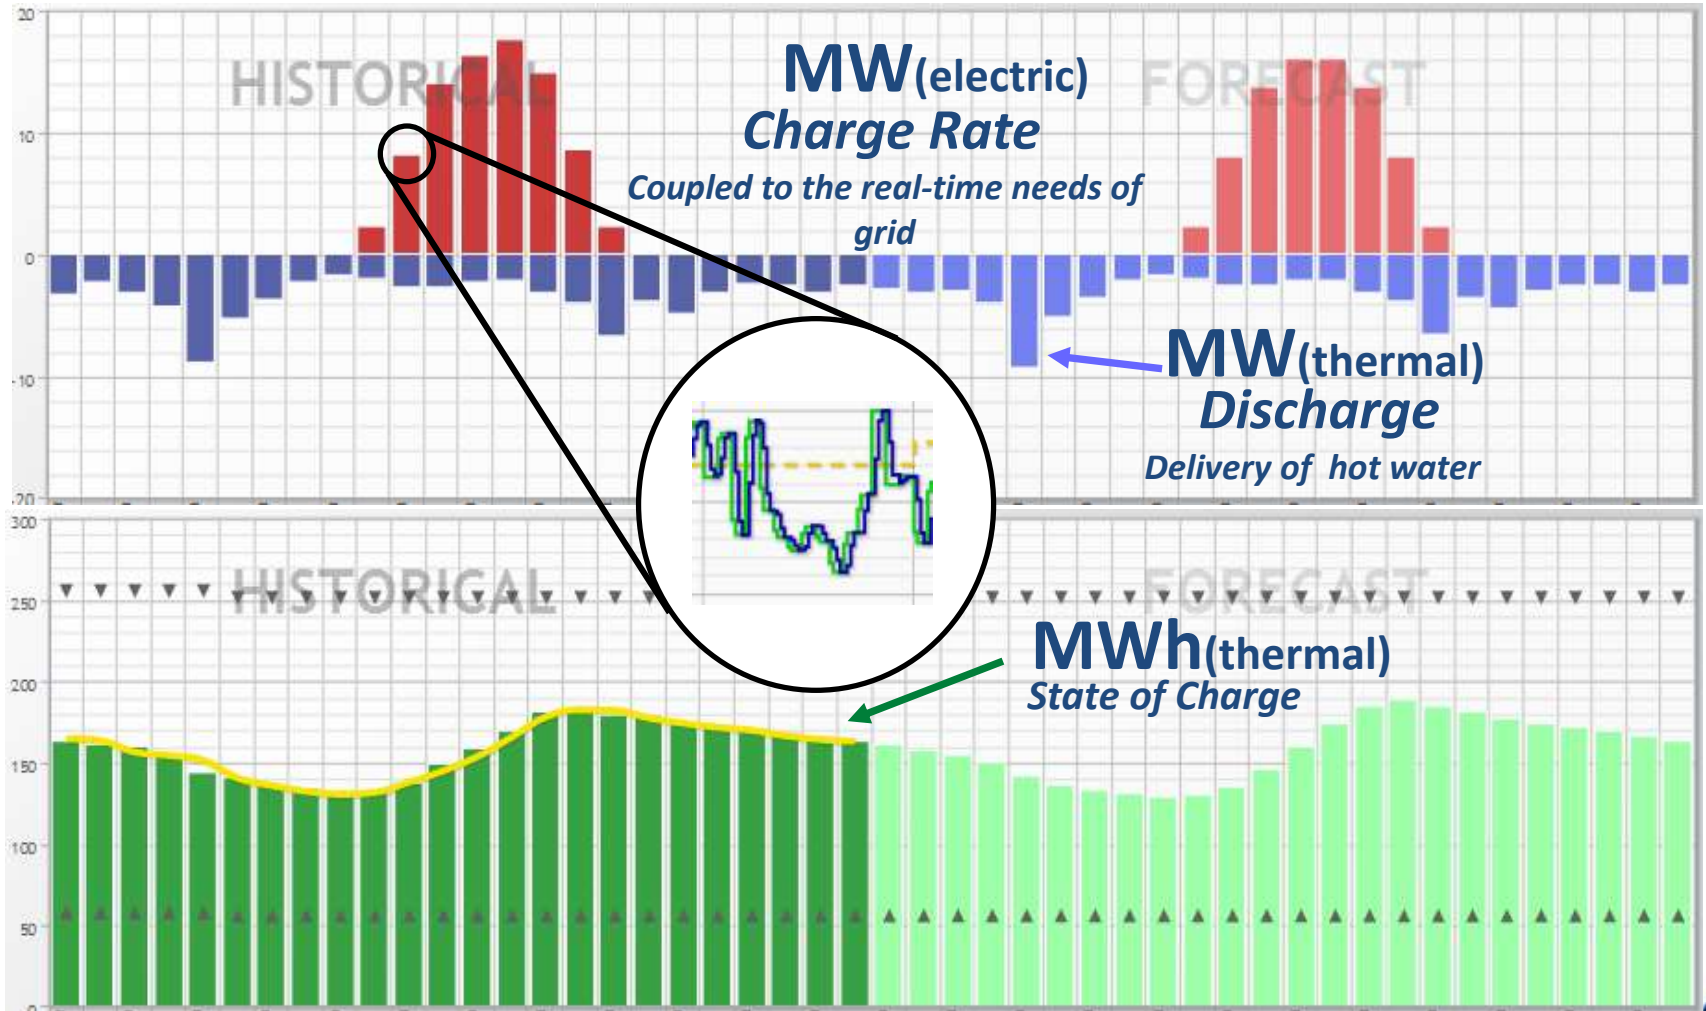 20
HISTORICAL
FORECAST
MW(electric)
Charge Rate
10
Coupled to the real-time needs of
grid
0
MW(thermal)
Discharge
-10
Delivery of hot water
-20
300
HISTORICAL
FORECAST
250
MWh(thermal)
State of Charge
200
150
100
50
0